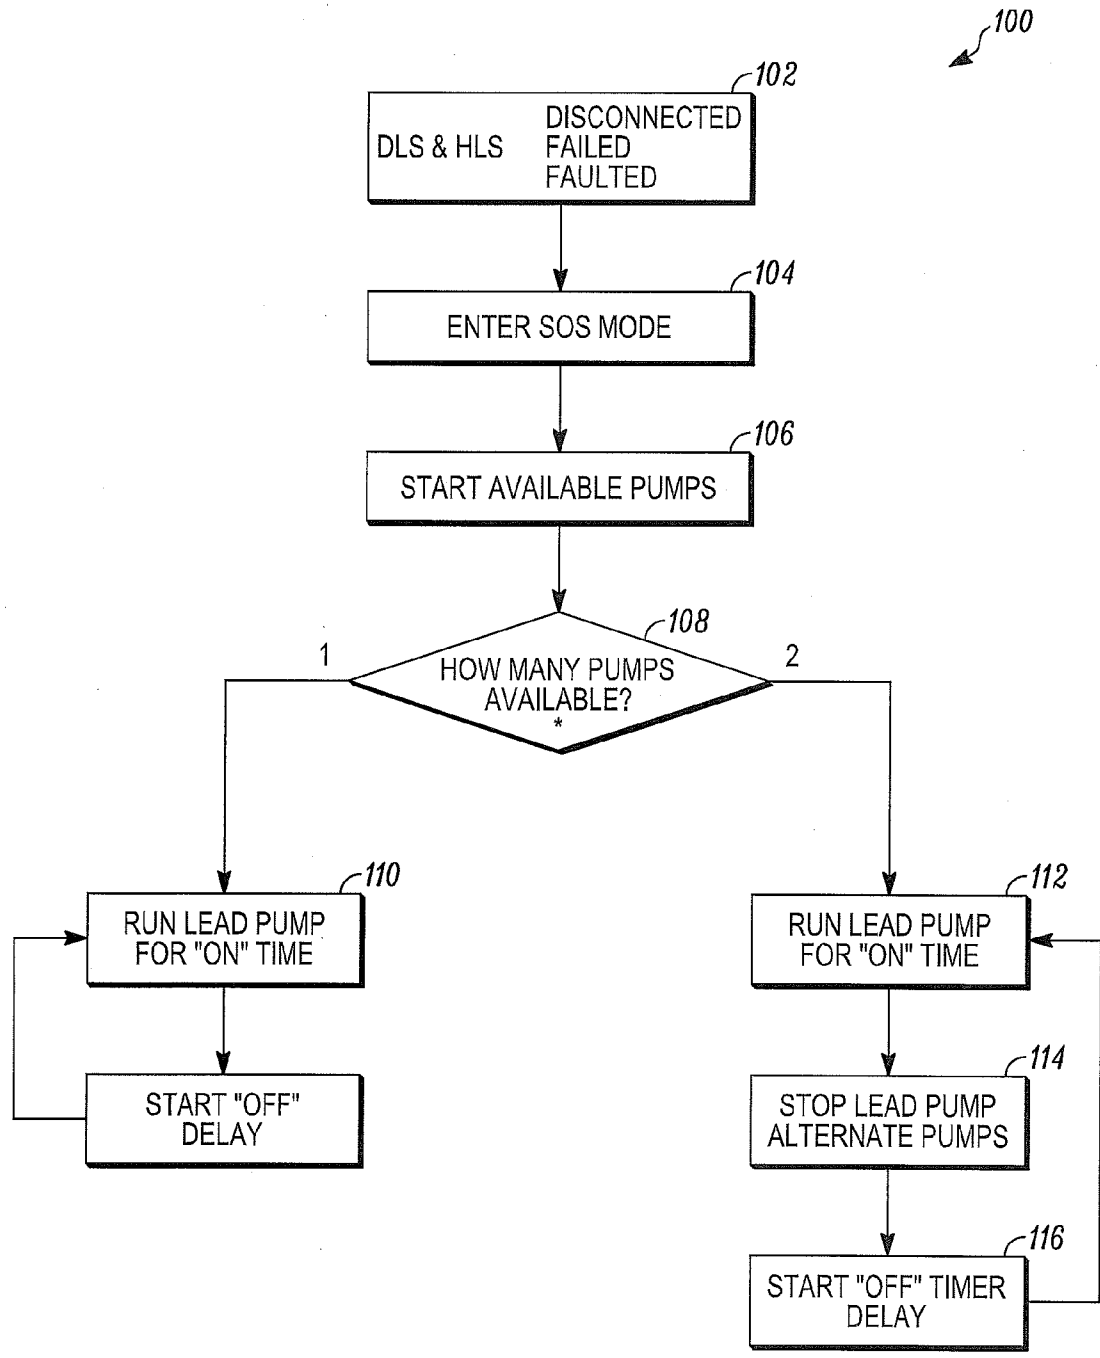 100
102
DLS & HLS
DISCONNECTED
FAILED
FAULTED
104
ENTER SOS MODE
106
START AVAILABLE PUMPS
108
1
HOW MANY PUMPS
AVAILABLE?
*
2
110
RUN LEAD PUMP
FOR "ON" TIME
START "OFF"
DELAY
112
RUN LEAD PUMP
FOR "ON" TIME
114
STOP LEAD PUMP
ALTERNATE PUMPS
116
START "OFF" TIMER
DELAY